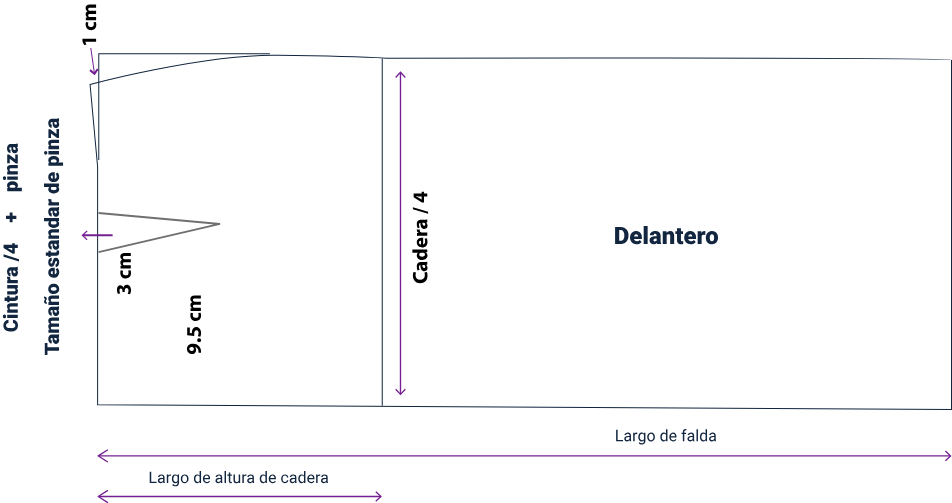 1 cm
Cintura /4 + pinza
Tamaño estandar de pinza
3 cm
9.5 cm
Cadera / 4
Delantero
Largo de falda
Largo de altura de cadera